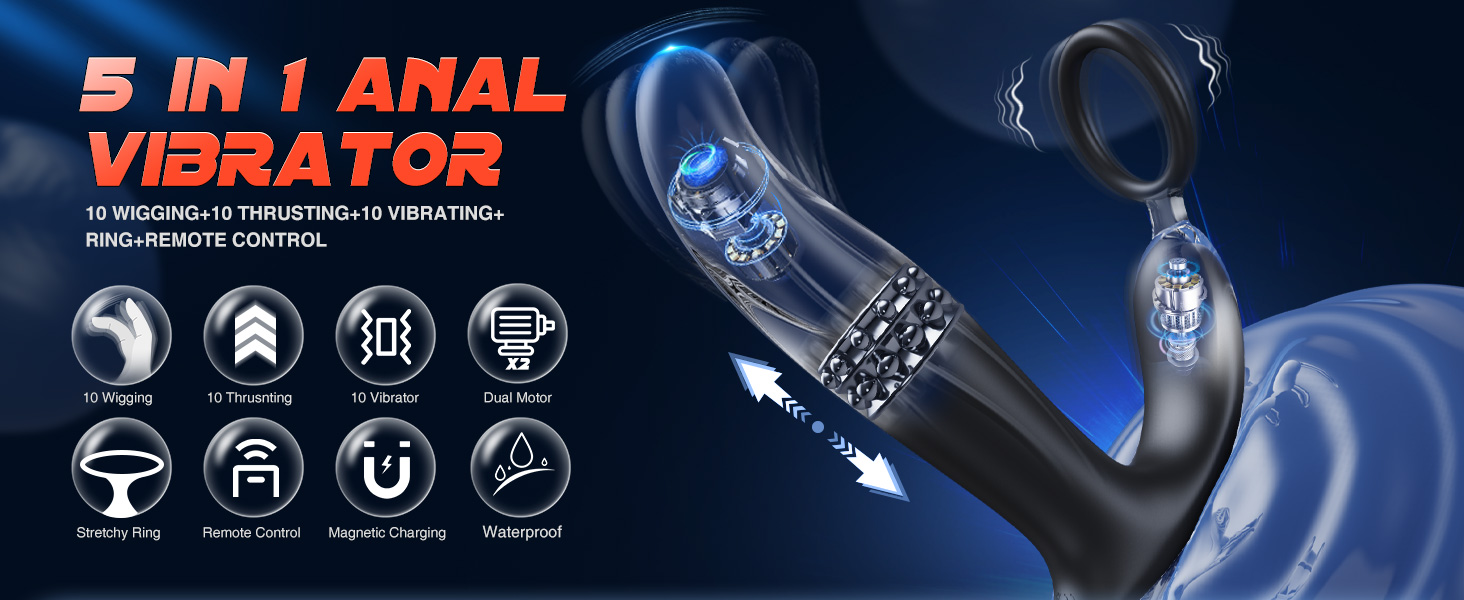 5 IN 1 ANAL
VIBRATOR
10 WIGGING+10 THRUSTING+10 VIBRATING+
RING+REMOTE CONTROL
X2
10 Wigging
10 Thrusnting
10 Vibrator
Dual Motor
Stretchy Ring
Remote Control
Magnetic Charging
Waterproof